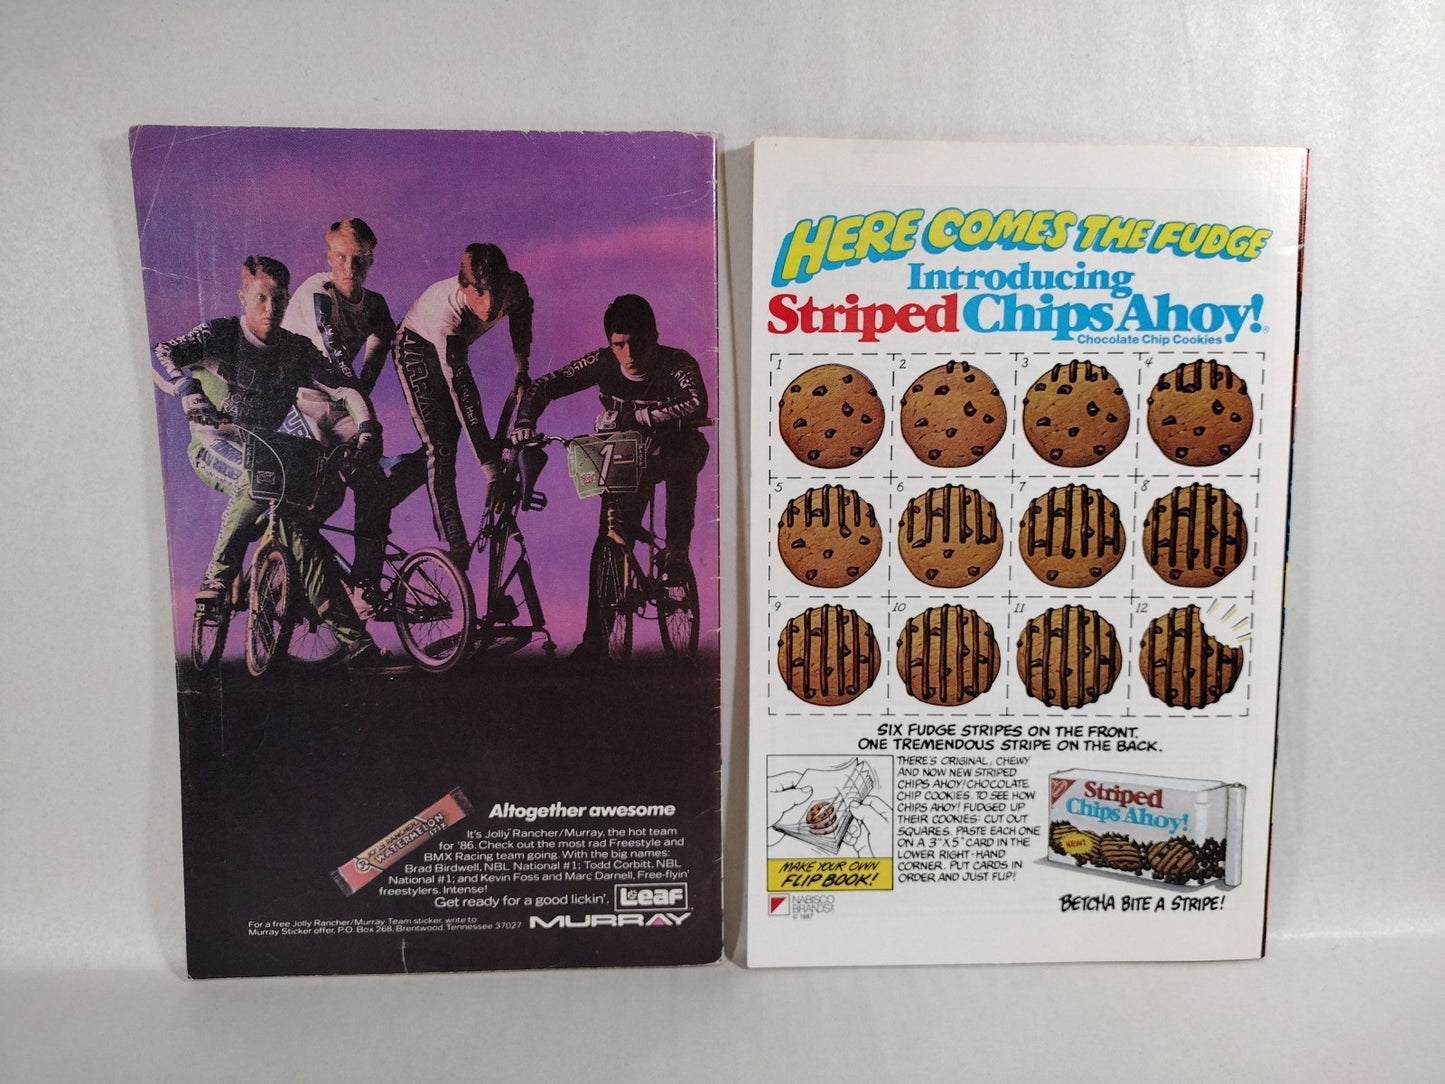 JOLLY RANCHER
WATERMELON
STIX
Altogether awesome
It's Jolly Rancher/Murray, the hot team
for '86. Check out the most rad Freestyle and
BMX Racing team going. With the big names:
Brad Birdwell, NBL National #1; Todd Corbitt, NBL
National #1; and Kevin Foss and Marc Darnell, Free-flyin'
freestylers. Intense!
Get ready for a good lickin'.
Leaf
For a free Jolly Rancher/Murray Team sticker, write to:
Murray Sticker offer, P.O. Box 268, Brentwood, Tennessee 37027
MURRAY
HERE COMES THE FUDGE
Introducing
Striped Chips Ahoy!®
Chocolate Chip Cookies
1 2 3 4
5 6 7 8
9 10 11 12
SIX FUDGE STRIPES ON THE FRONT.
ONE TREMENDOUS STRIPE ON THE BACK.
THERE'S ORIGINAL, CHEWY
AND NOW NEW STRIPED
CHIPS AHOY! CHOCOLATE
CHIP COOKIES. TO SEE HOW
CHIPS AHOY! FUDGED UP
THEIR COOKIES: CUT OUT
SQUARES. PASTE EACH ONE
ON A 3"X5" CARD IN THE
LOWER RIGHT-HAND
CORNER. PUT CARDS IN
ORDER AND JUST FLIP!
MAKE YOUR OWN
FLIP BOOK!
NABISCO
BRANDS
© 1987
Striped
Chips Ahoy!
NEW!
BETCHA BITE A STRIPE!